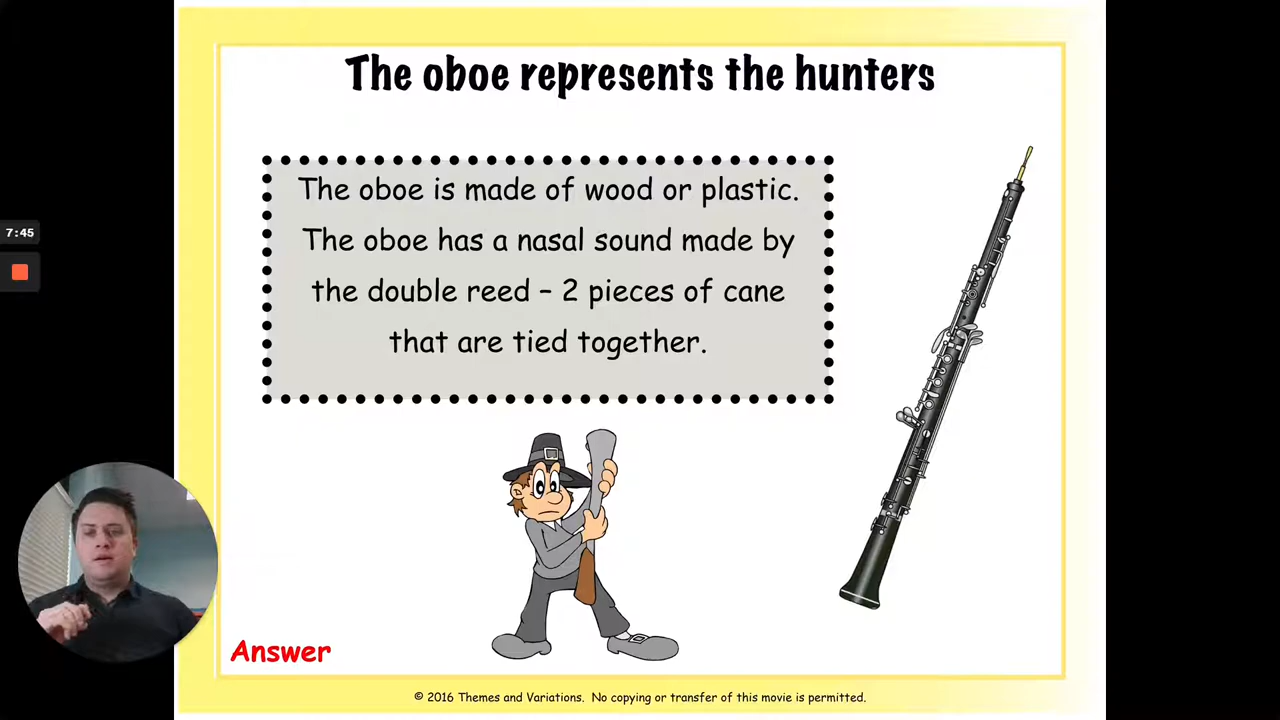 The oboe represents the hunters
The oboe is made of wood or plastic.
The oboe has a nasal sound made by
the double reed – 2 pieces of cane
that are tied together.
7:45
Answer
© 2016 Themes and Variations. No copying or transfer of this movie is permitted.